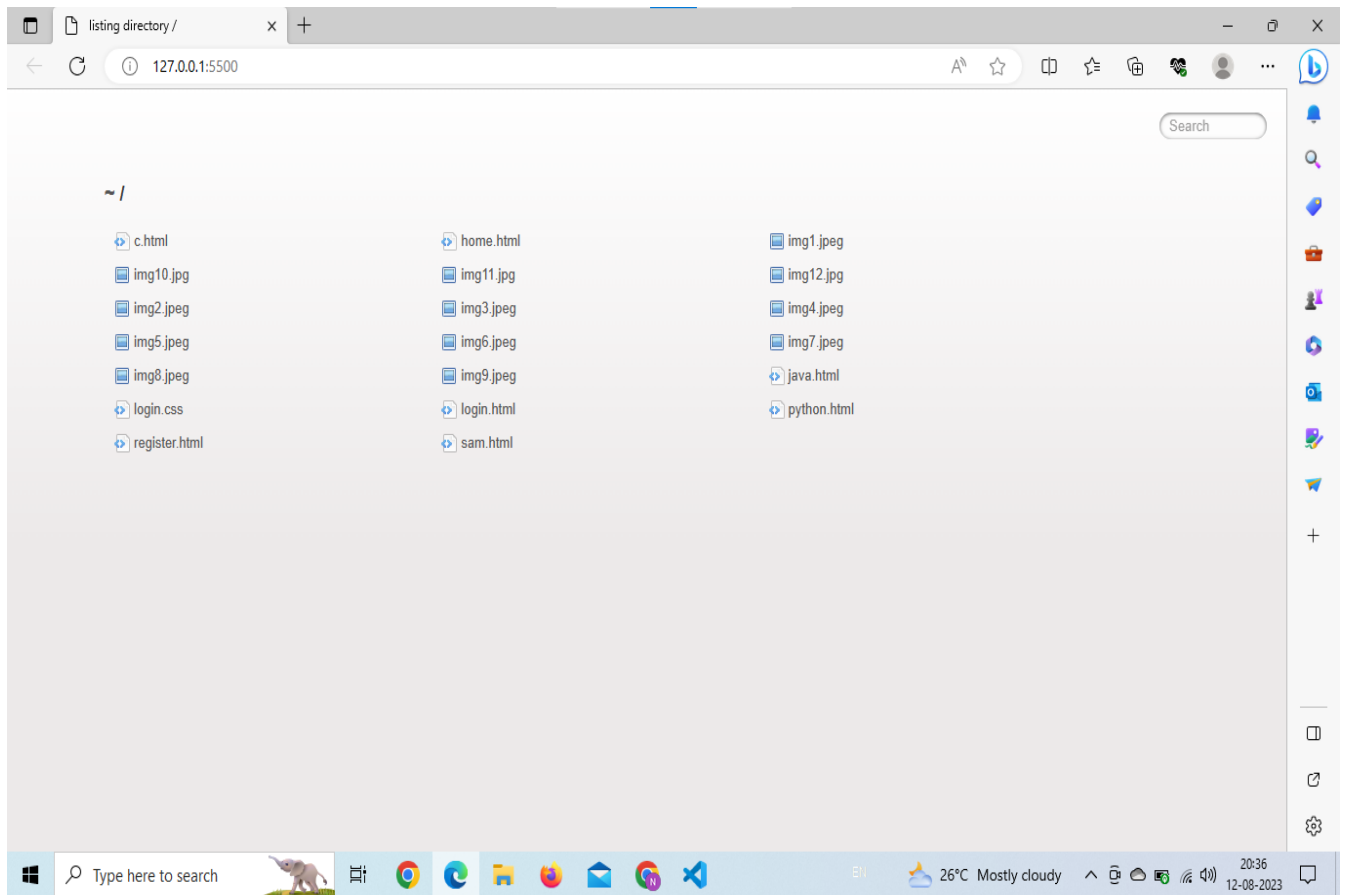 listing directory /
127.0.0.1:5500
Search
~ /
c.html home.html img1.jpeg
img10.jpg img11.jpg img12.jpg
img2.jpeg img3.jpeg img4.jpeg
img5.jpeg img6.jpeg img7.jpeg
img8.jpeg img9.jpeg java.html
login.css login.html python.html
register.html sam.html
Type here to search
EN
26°C Mostly cloudy
20:36
12-08-2023